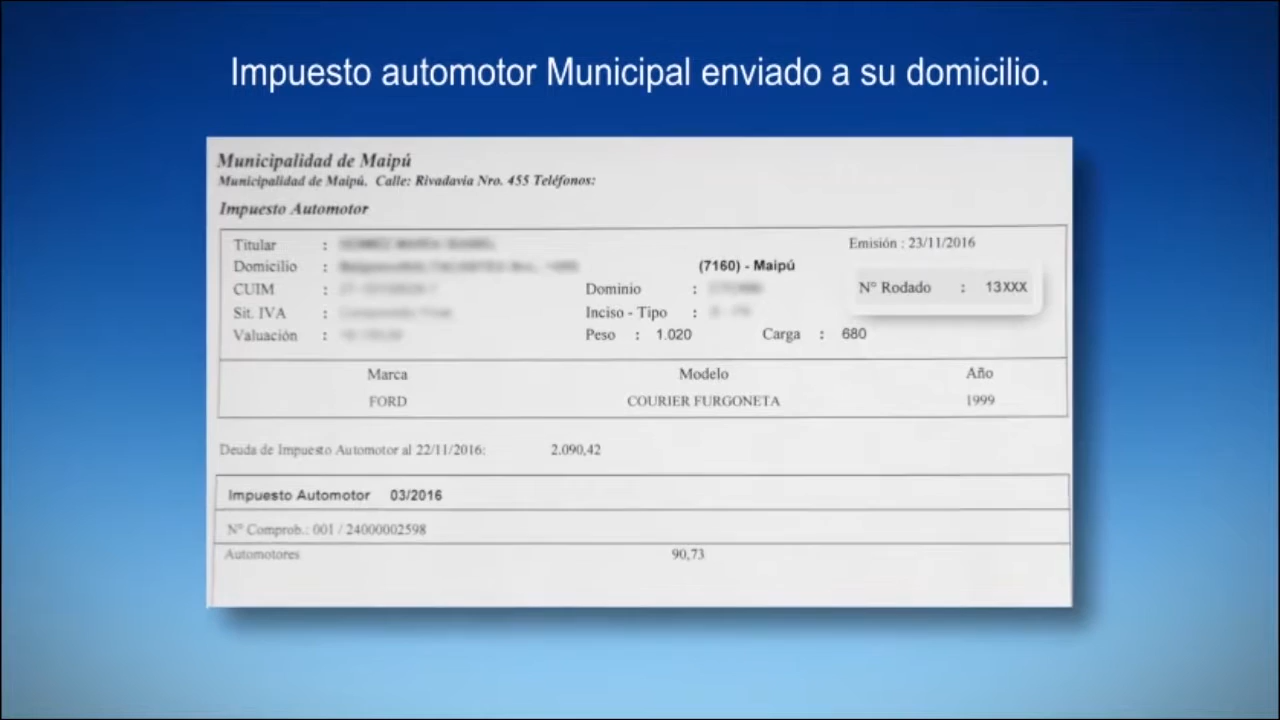 Impuesto automotor Municipal enviado a su domicilio.
Municipalidad de Maipú
Municipalidad de Maipú, Calle: Rivadavia Nro. 455 Teléfonos:
Impuesto Automotor
Titular :
Emisión : 23/11/2016
Domicilio : (7160) - Maipú
CUIM : Dominio :
N° Rodado : 13XXX
Sit. IVA : Inciso - Tipo :
Valuación : Peso : 1.020 Carga : 680
Marca Modelo Año
FORD COURIER FURGONETA 1999
Deuda de Impuesto Automotor al 22/11/2016: 2.090,42
Impuesto Automotor 03/2016
N° Comprob.: 001 / 24000002598
Automotores 90,73